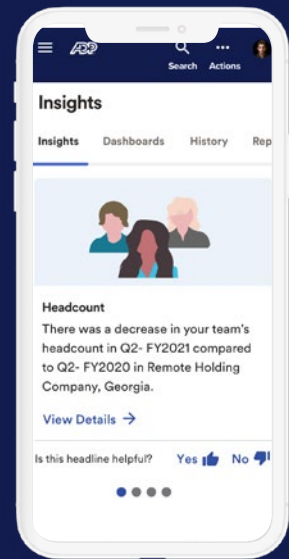 ADP
Search Actions
Insights
Insights Dashboards History Rep
Headcount
There was a decrease in your team's
headcount in Q2- FY2021 compared
to Q2- FY2020 in Remote Holding
Company, Georgia.
View Details →
Is this headline helpful? Yes No